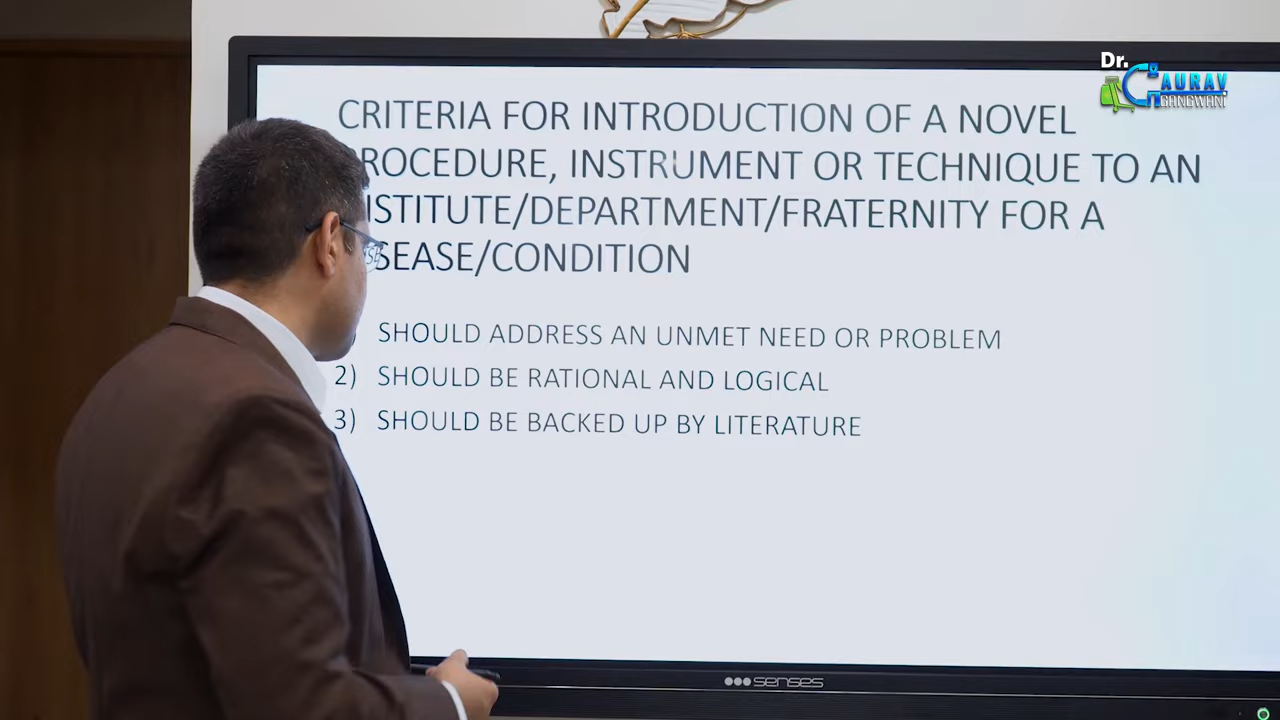 Dr.
GAURAV
GANGWANI
CRITERIA FOR INTRODUCTION OF A NOVEL
ROCEDURE, INSTRUMENT OR TECHNIQUE TO AN
STITUTE/DEPARTMENT/FRATERNITY FOR A
SEASE/CONDITION
SHOULD ADDRESS AN UNMET NEED OR PROBLEM
2) SHOULD BE RATIONAL AND LOGICAL
3) SHOULD BE BACKED UP BY LITERATURE
senses